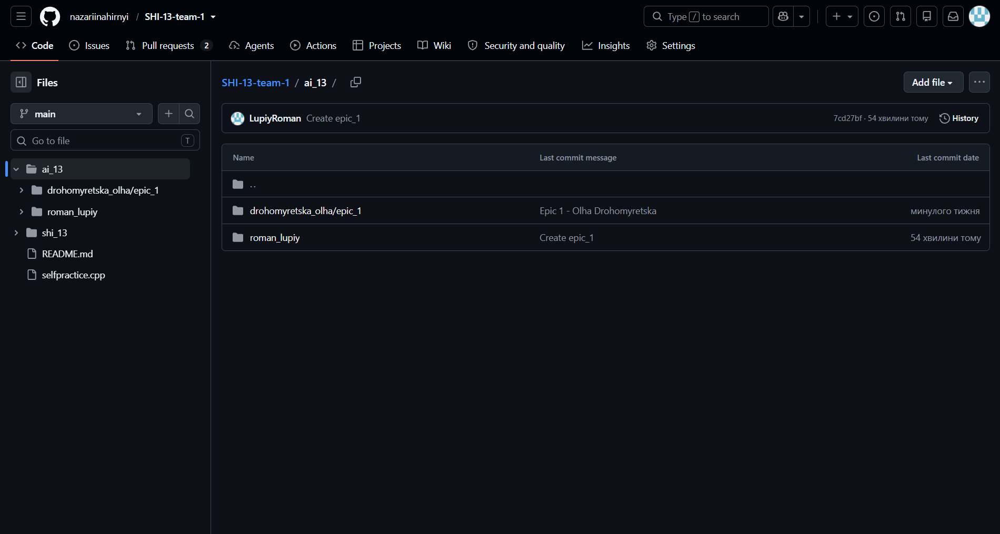 nazariinahirnyi / SHI-13-team-1
Type / to search
Code
Issues
Pull requests 2
Agents
Actions
Projects
Wiki
Security and quality
Insights
Settings
Files
main
Go to file
T
ai_13
drohomyretska_olha/epic_1
roman_lupiy
shi_13
README.md
selfpractice.cpp
SHI-13-team-1 / ai_13 /
Add file
LupiyRoman Create epic_1
7cd27bf · 54 хвилини тому
History
Name Last commit message Last commit date
..
drohomyretska_olha/epic_1 Epic 1 - Olha Drohomyretska минулого тижня
roman_lupiy Create epic_1 54 хвилини тому